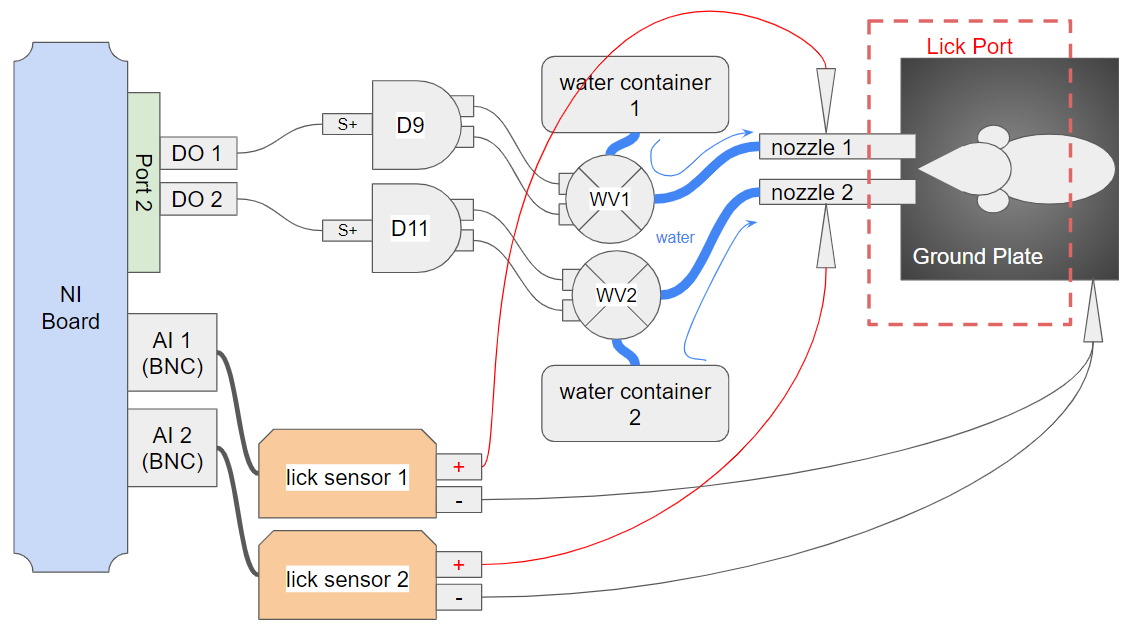 NI
Board
Port 2
DO 1
DO 2
AI 1
(BNC)
AI 2
(BNC)
S+
D9
S+
D11
water container
1
WV1
water
WV2
water container
2
nozzle 1
nozzle 2
Lick Port
Ground Plate
lick sensor 1
+
-
lick sensor 2
+
-